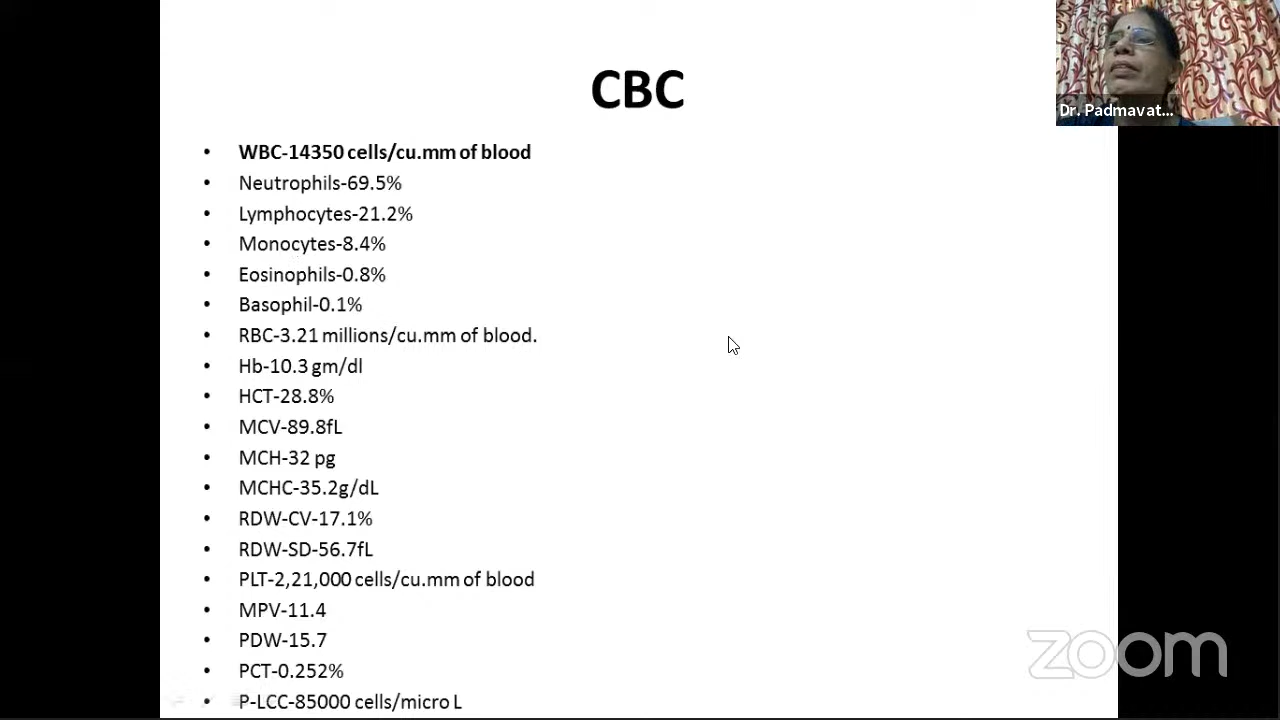 CBC
Dr. Padmavat...
• WBC-14350 cells/cu.mm of blood
• Neutrophils-69.5%
• Lymphocytes-21.2%
• Monocytes-8.4%
• Eosinophils-0.8%
• Basophil-0.1%
• RBC-3.21 millions/cu.mm of blood.
• Hb-10.3 gm/dl
• HCT-28.8%
• MCV-89.8fL
• MCH-32 pg
• MCHC-35.2g/dL
• RDW-CV-17.1%
• RDW-SD-56.7fL
• PLT-2,21,000 cells/cu.mm of blood
• MPV-11.4
• PDW-15.7
• PCT-0.252%
• P-LCC-85000 cells/micro L
zoom